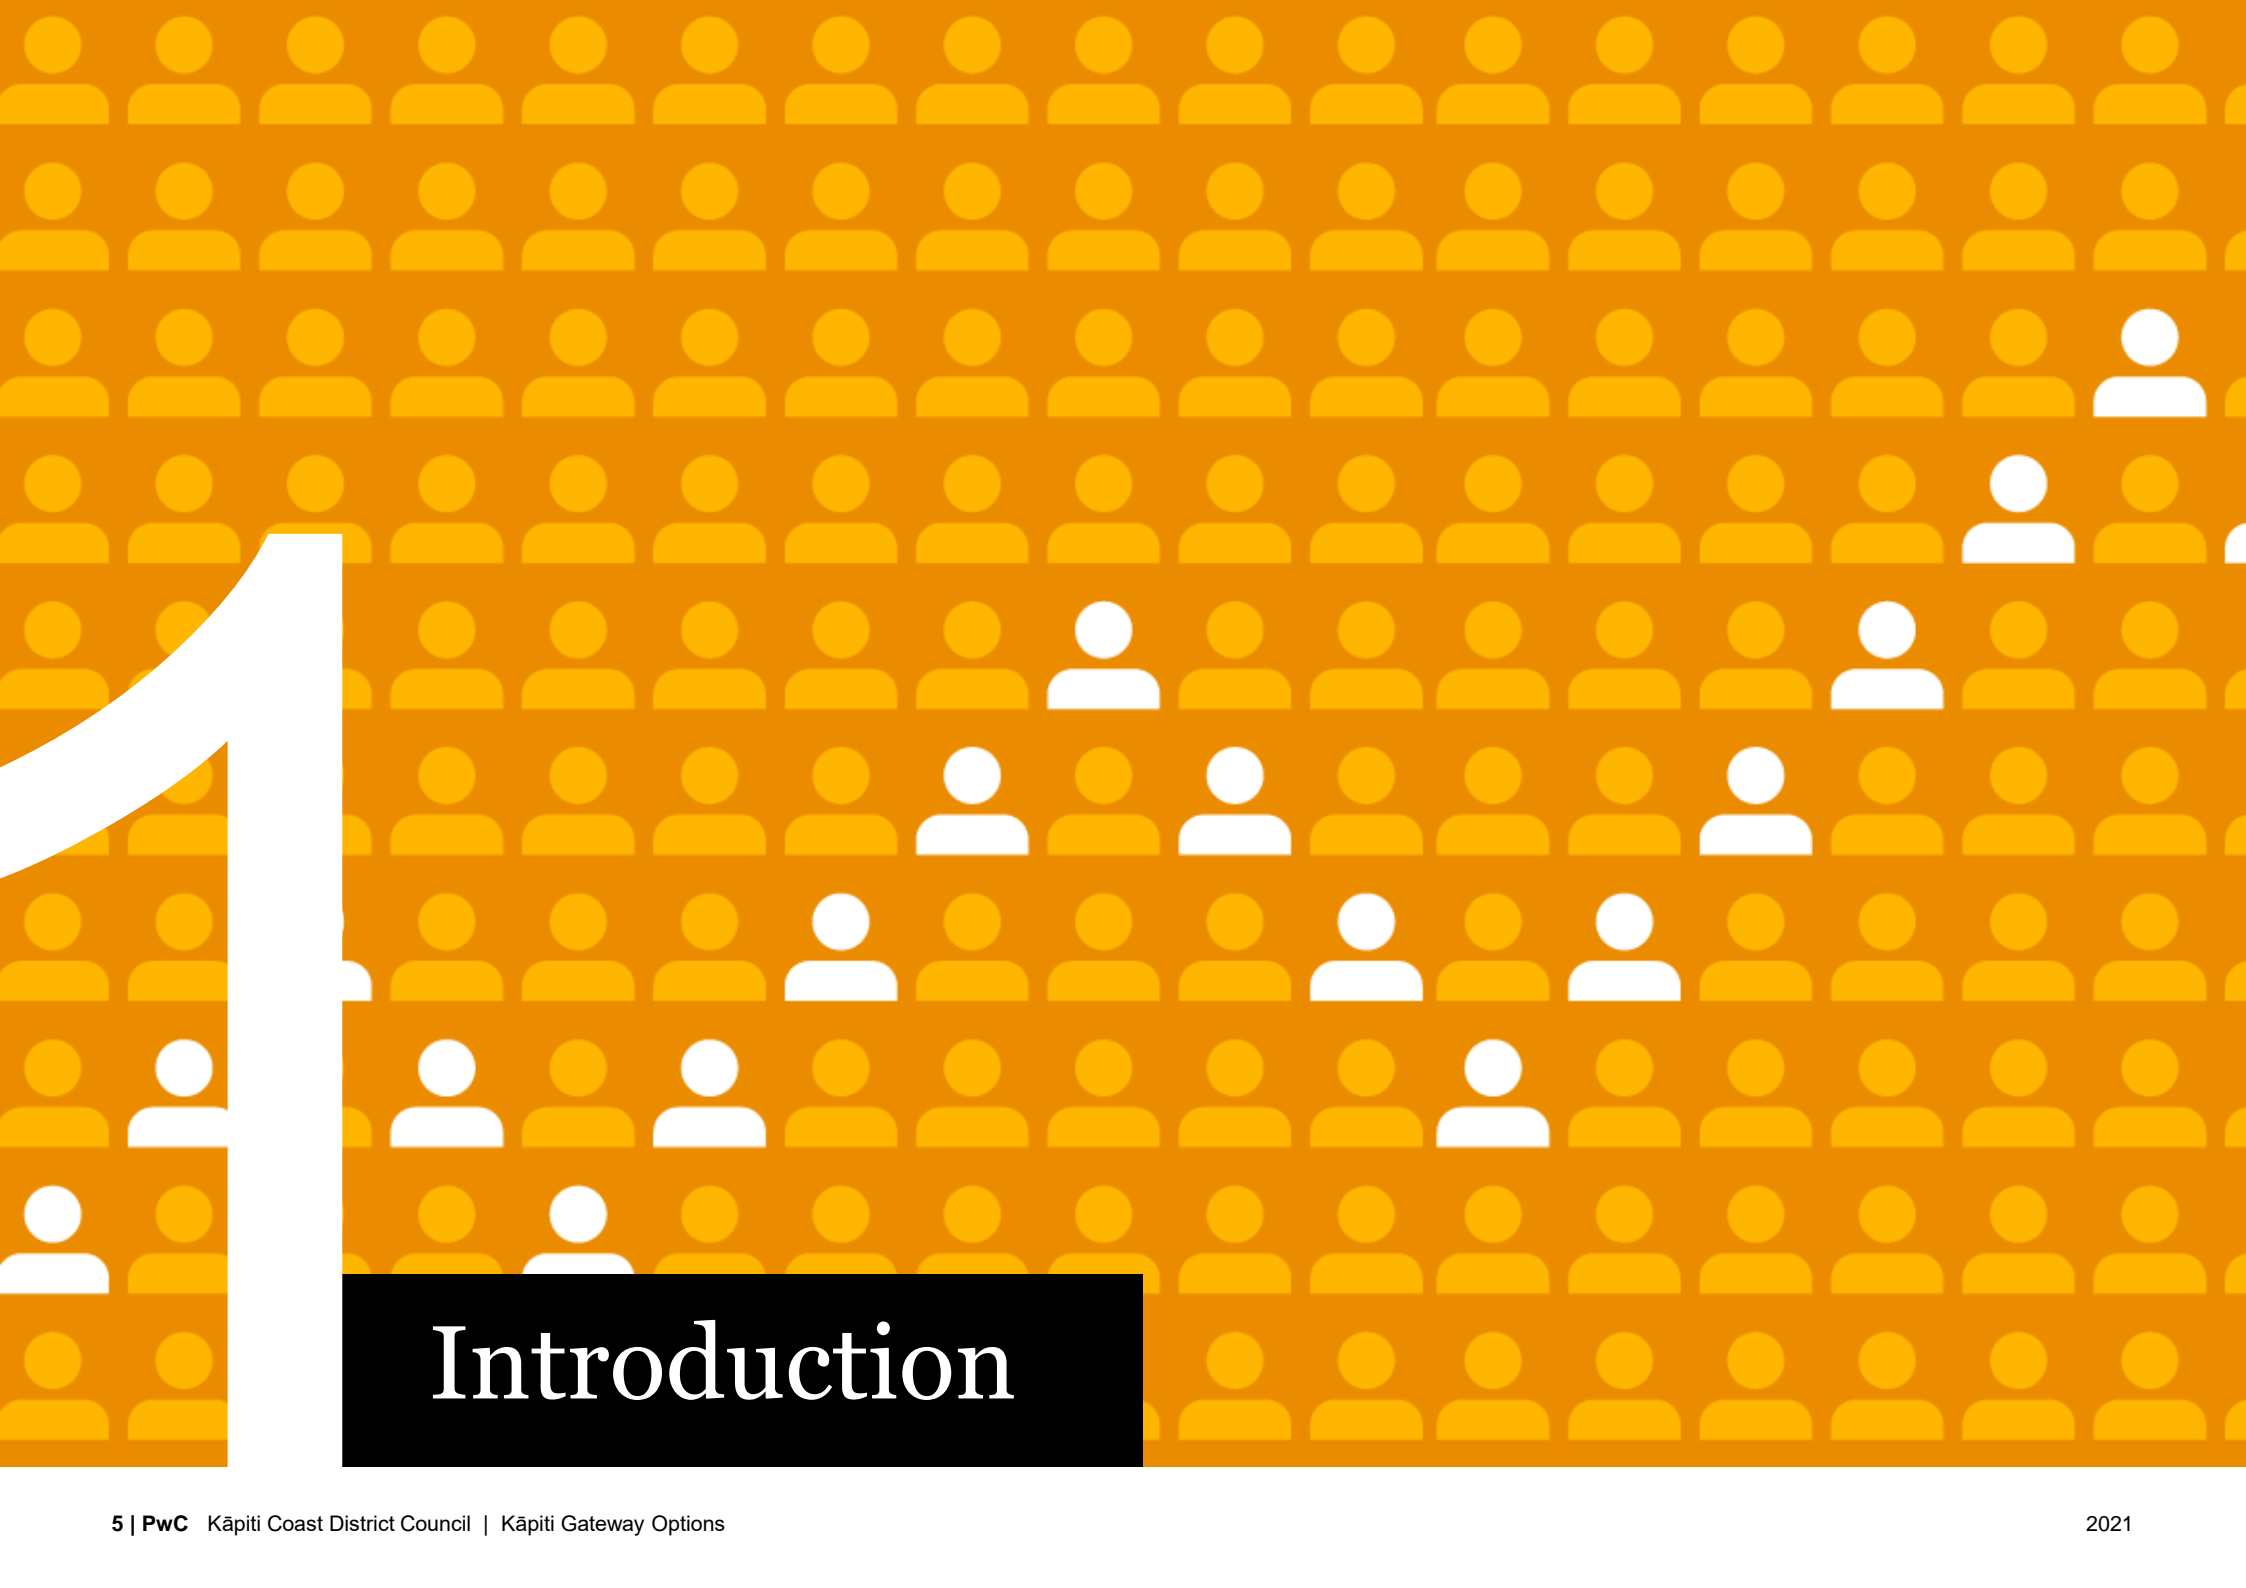 1
Introduction
5 | PwC Kāpiti Coast District Council | Kāpiti Gateway Options
2021